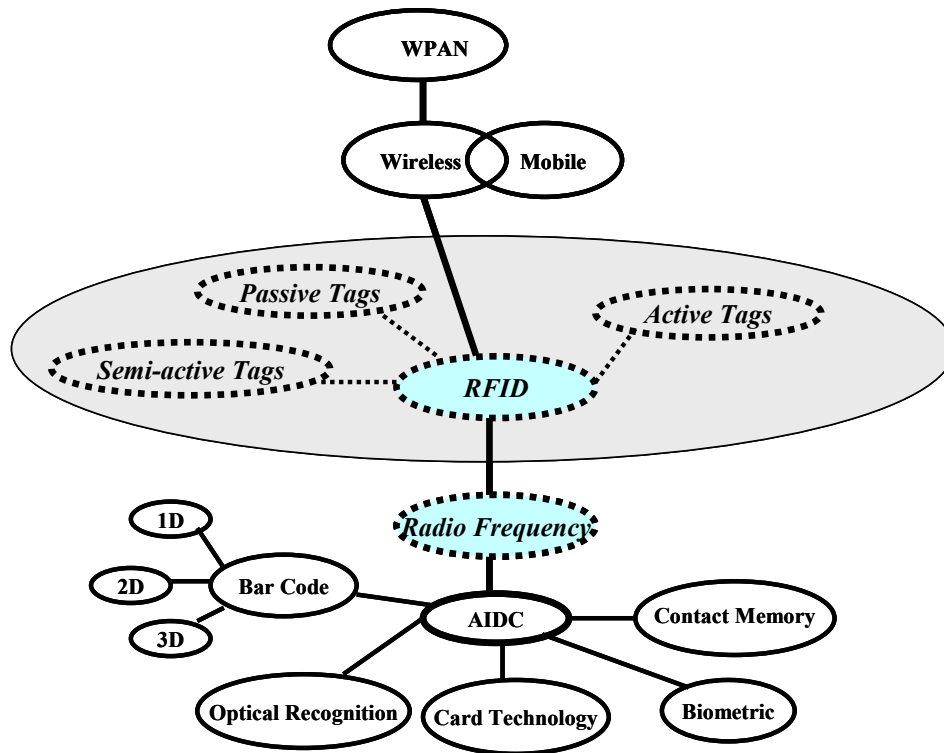 WPAN
Wireless
Mobile
Passive Tags
Active Tags
Semi-active Tags
RFID
Radio Frequency
1D
2D
Bar Code
3D
AIDC
Contact Memory
Optical Recognition
Card Technology
Biometric